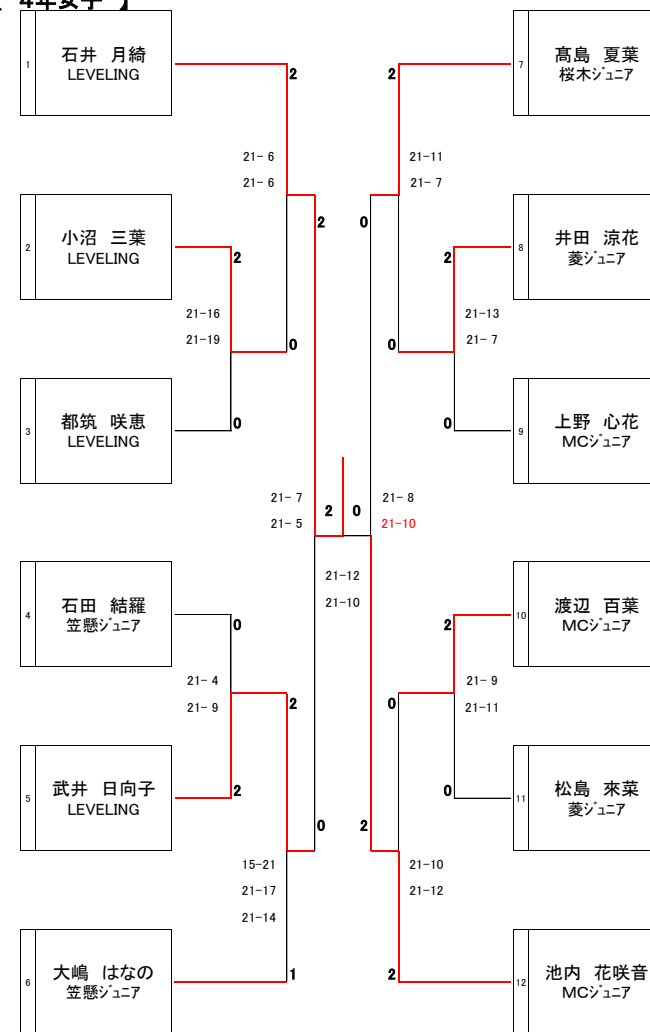 【 4年女子 】
1
石井 月綺
LEVELING
2
小沼 三葉
LEVELING
3
都筑 咲恵
LEVELING
4
石田 結羅
笠懸ジュニア
5
武井 日向子
LEVELING
6
大嶋 はなの
笠懸ジュニア
2
21- 6
21- 6
2
2
21-16
21-19
0
0
21- 7
21- 5
2
0
21- 4
21- 9
2
2
0
15-21
21-17
21-14
1
21-12
21-10
2
21-11
21- 7
0
2
21-13
21- 7
0
0
0
21- 8
21-10
2
21- 9
21-11
0
0
2
21-10
21-12
2
7
髙島 夏葉
桜木ジュニア
8
井田 涼花
菱ジュニア
9
上野 心花
MCジュニア
10
渡辺 百葉
MCジュニア
11
松島 來菜
菱ジュニア
12
池内 花咲音
MCジュニア